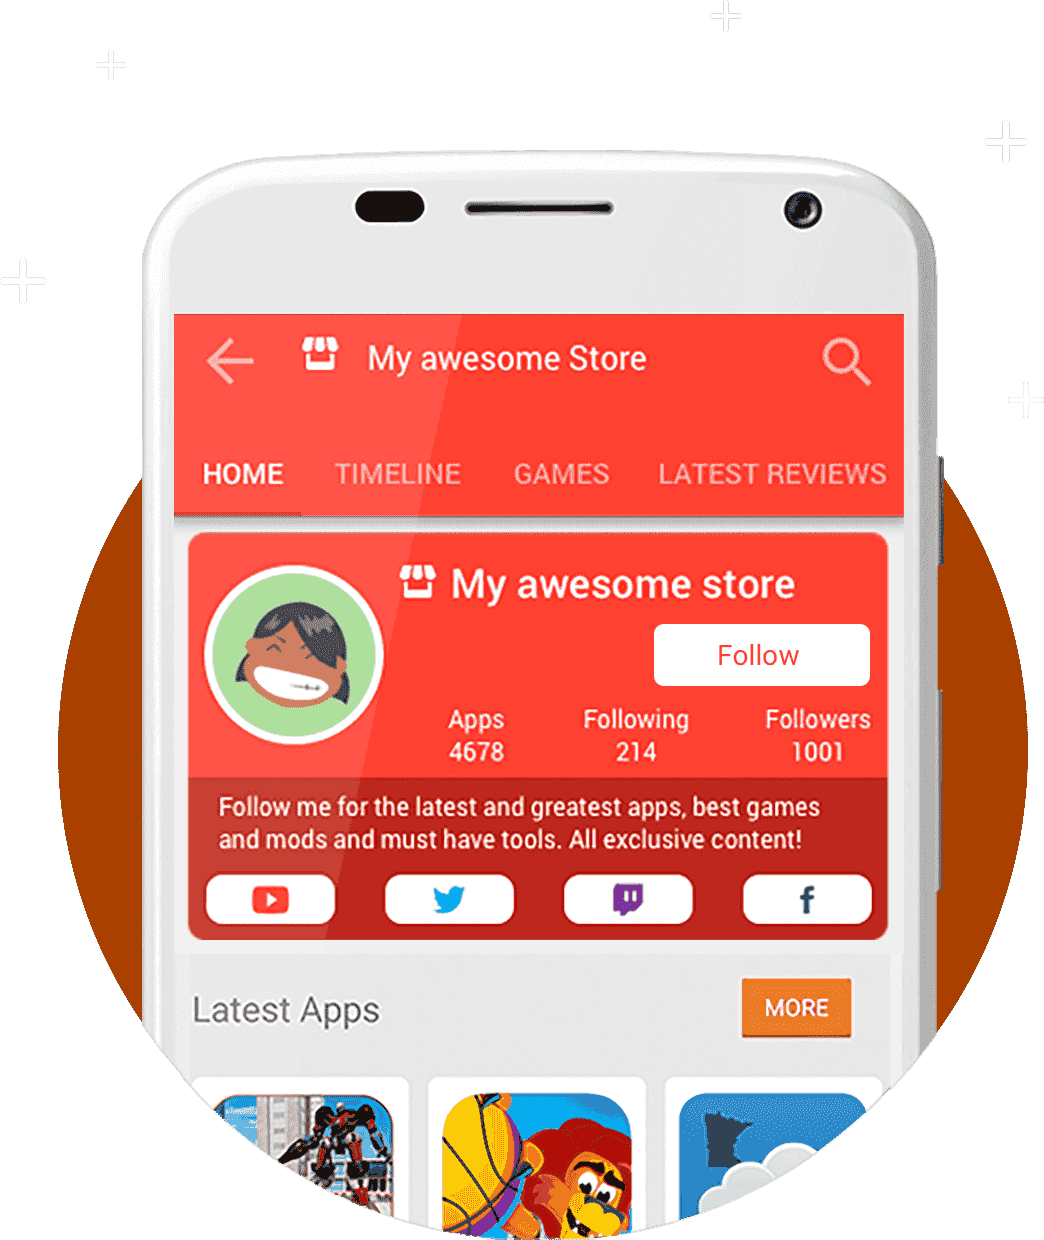 My awesome Store
HOME TIMELINE GAMES LATEST REVIEWS
My awesome store
Follow
Apps Following Followers
4678 214 1001
Follow me for the latest and greatest apps, best games
and mods and must have tools. All exclusive content!
Latest Apps MORE